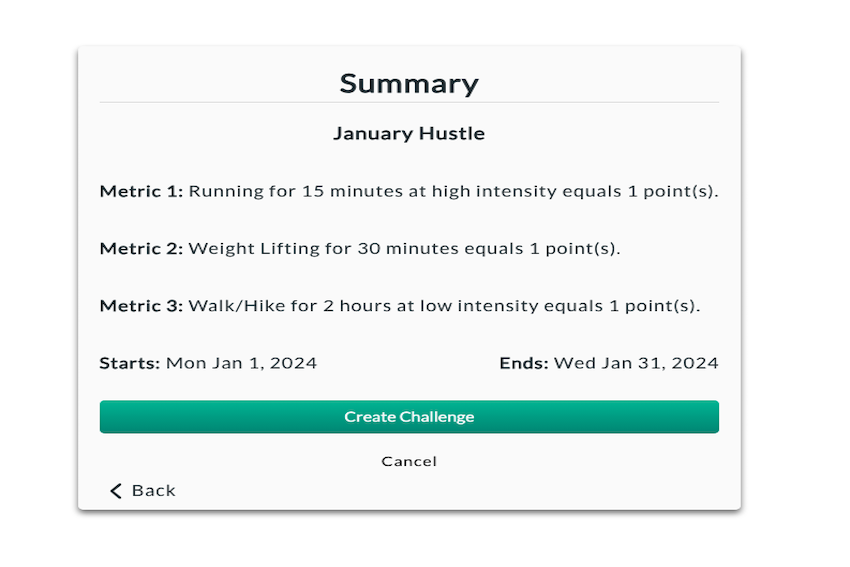 Summary
January Hustle
Metric 1: Running for 15 minutes at high intensity equals 1 point(s).
Metric 2: Weight Lifting for 30 minutes equals 1 point(s).
Metric 3: Walk/Hike for 2 hours at low intensity equals 1 point(s).
Starts: Mon Jan 1, 2024 Ends: Wed Jan 31, 2024
Create Challenge
Cancel
Back